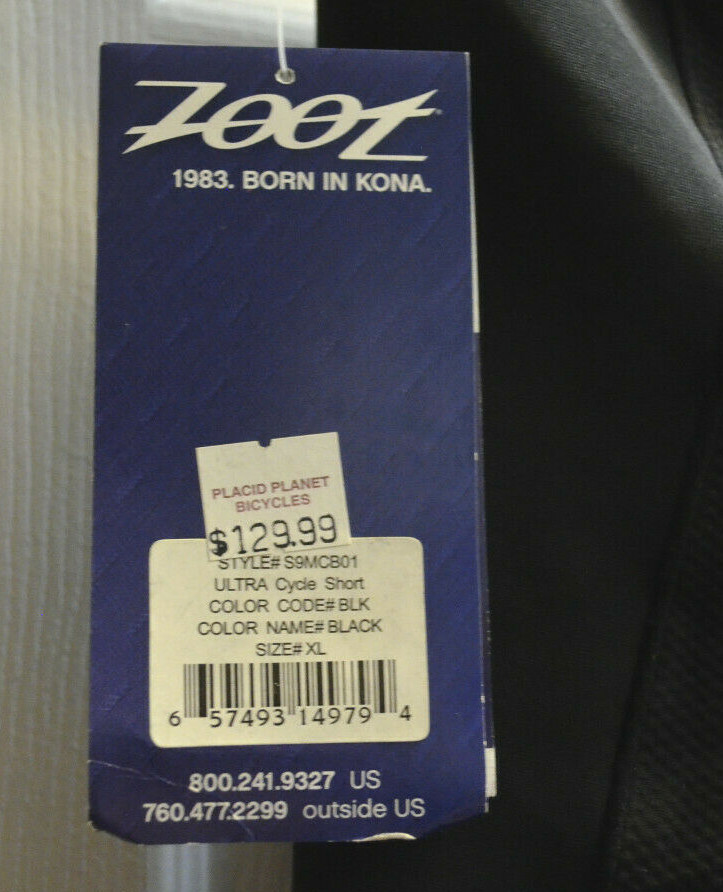 ZOOT
1983. BORN IN KONA.
PLACID PLANET
BICYCLES
$129.99
STYLE# S9MCB01
ULTRA Cycle Short
COLOR CODE# BLK
COLOR NAME# BLACK
SIZE# XL
6 57493 14979 4
800.241.9327 US
760.477.2299 outside US